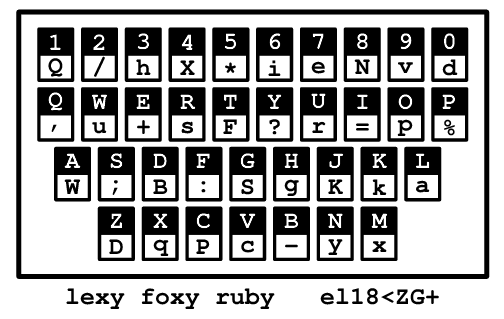 1 2 3 4 5 6 7 8 9 0
Q / h X * i e N v d
Q W E R T Y U I O P
, u + s F ? r = p %
A S D F G H J K L
W ; B : S g K k a
Z X C V B N M
D q P c - y x
lexy foxy ruby el18<ZG+